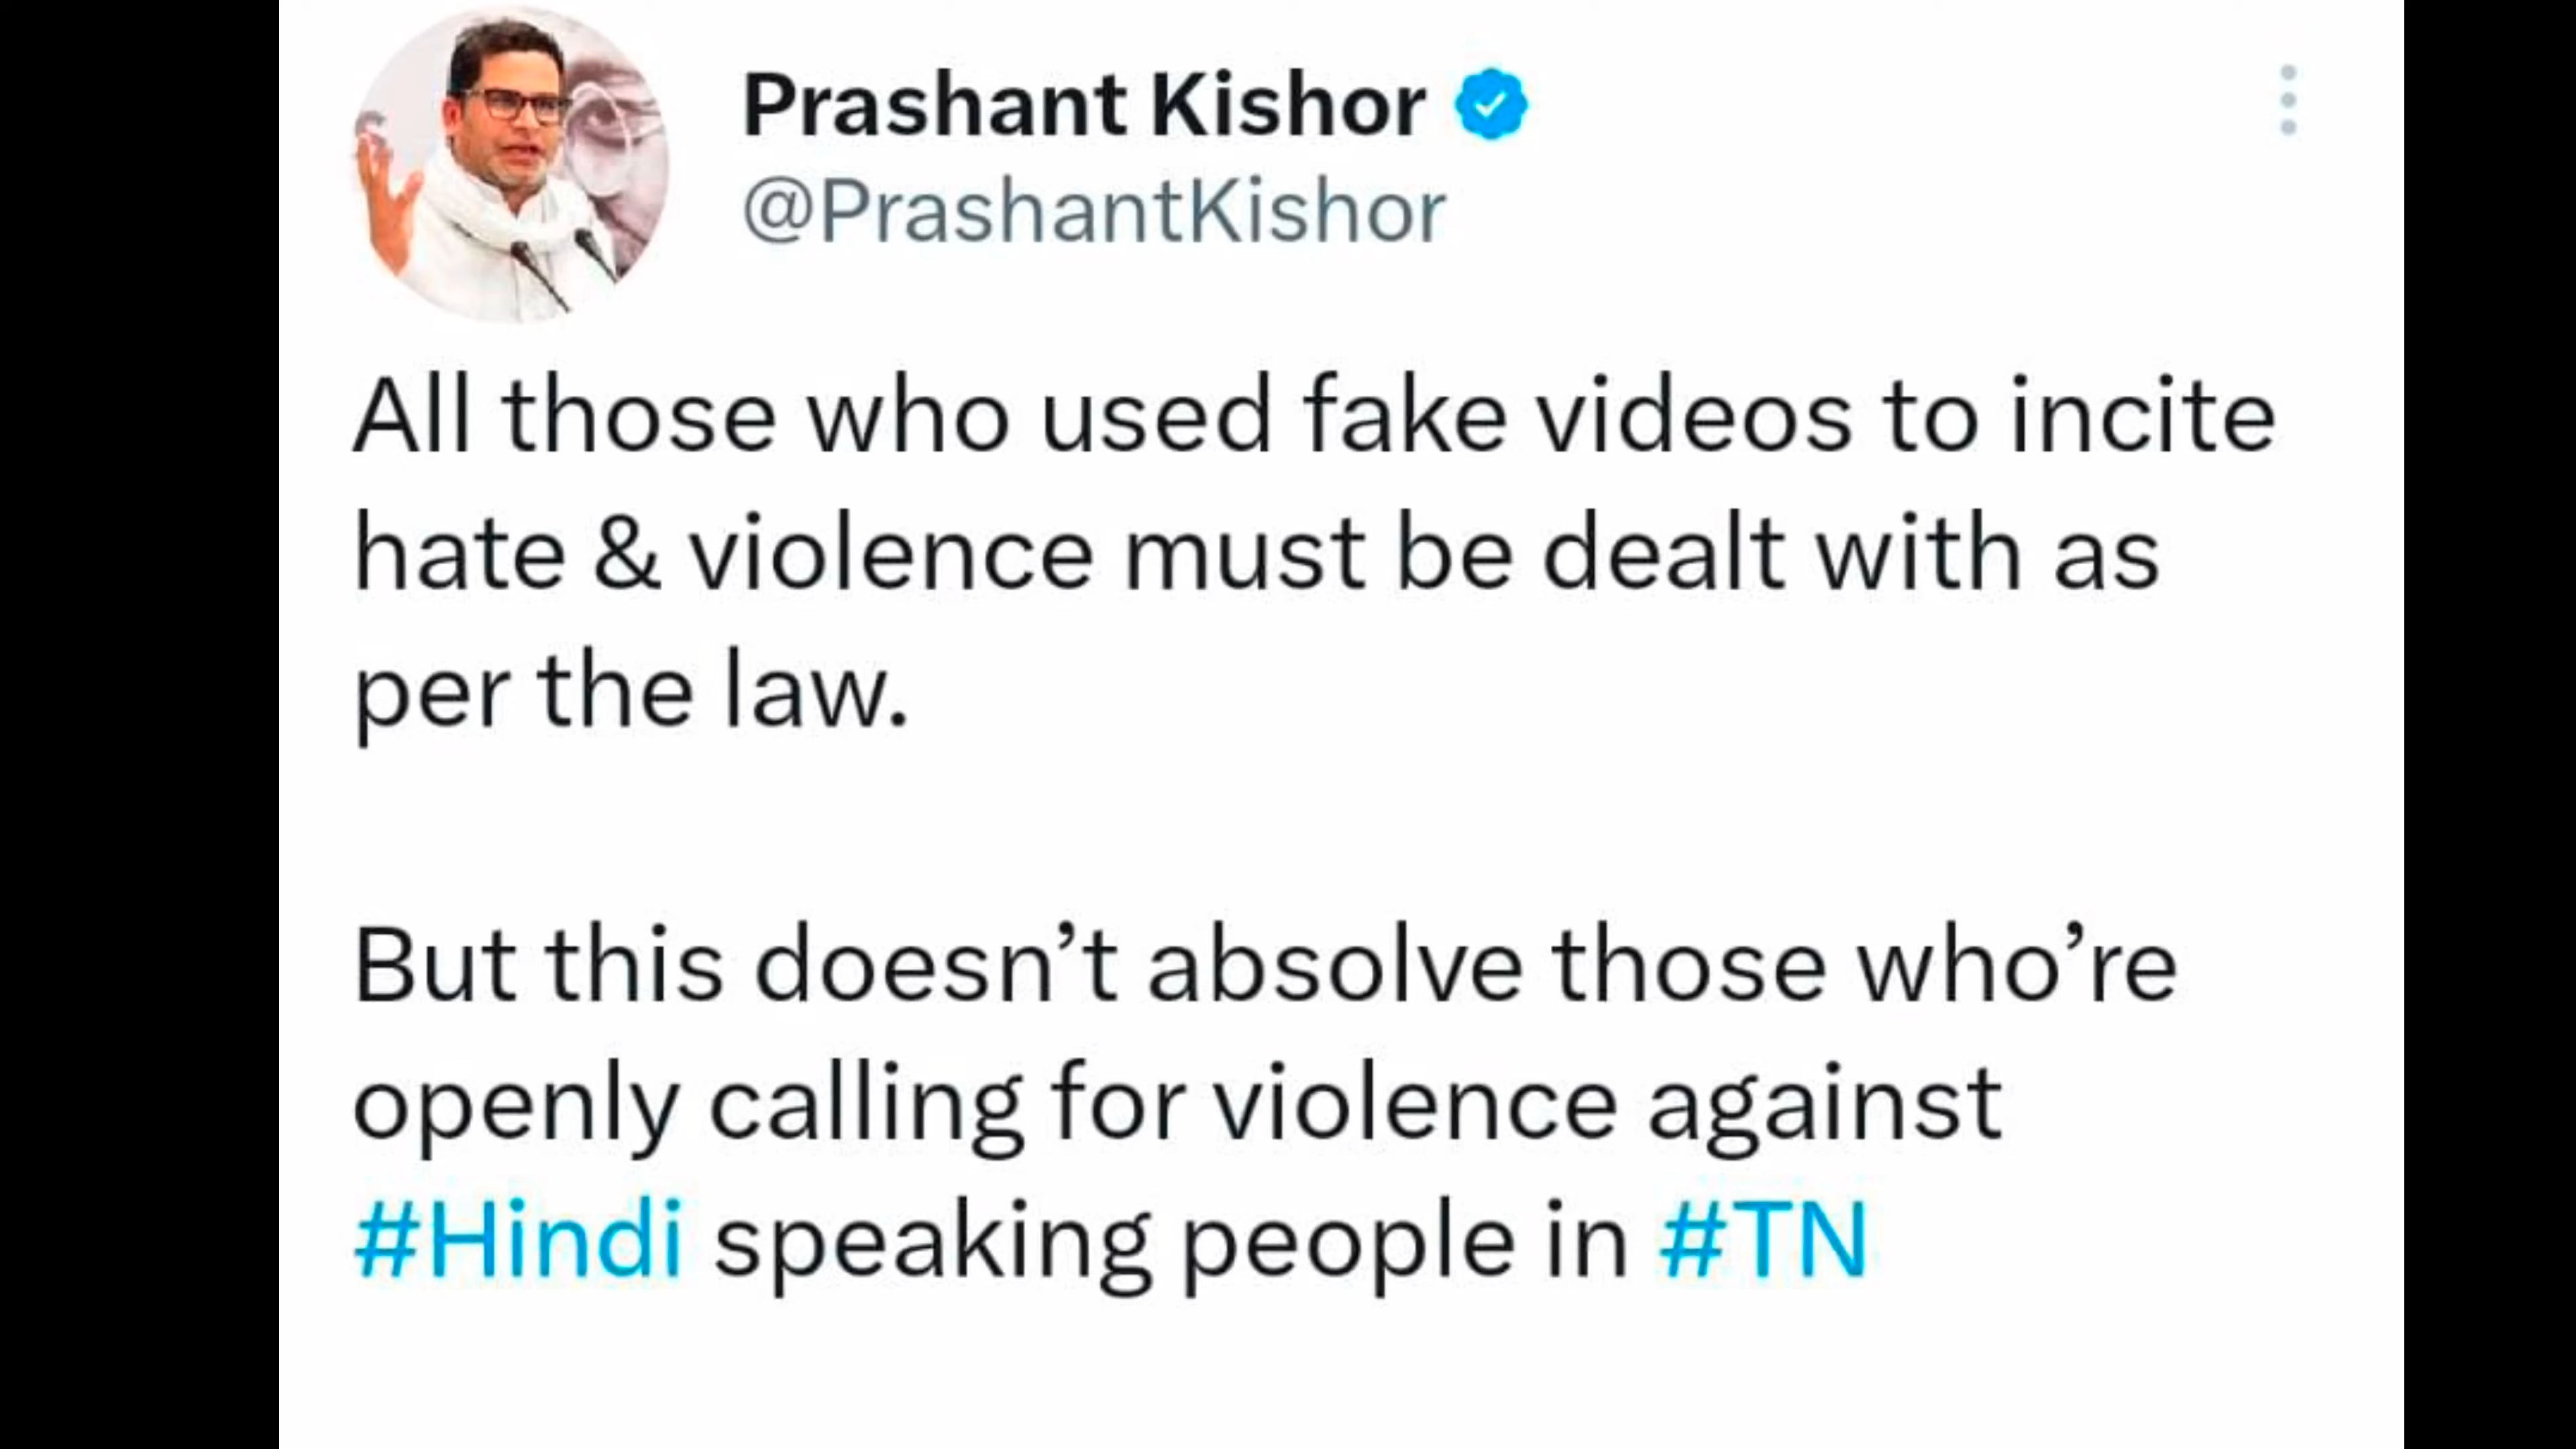 Prashant Kishor
@PrashantKishor
All those who used fake videos to incite
hate & violence must be dealt with as
per the law.
But this doesn’t absolve those who’re
openly calling for violence against
#Hindi speaking people in #TN